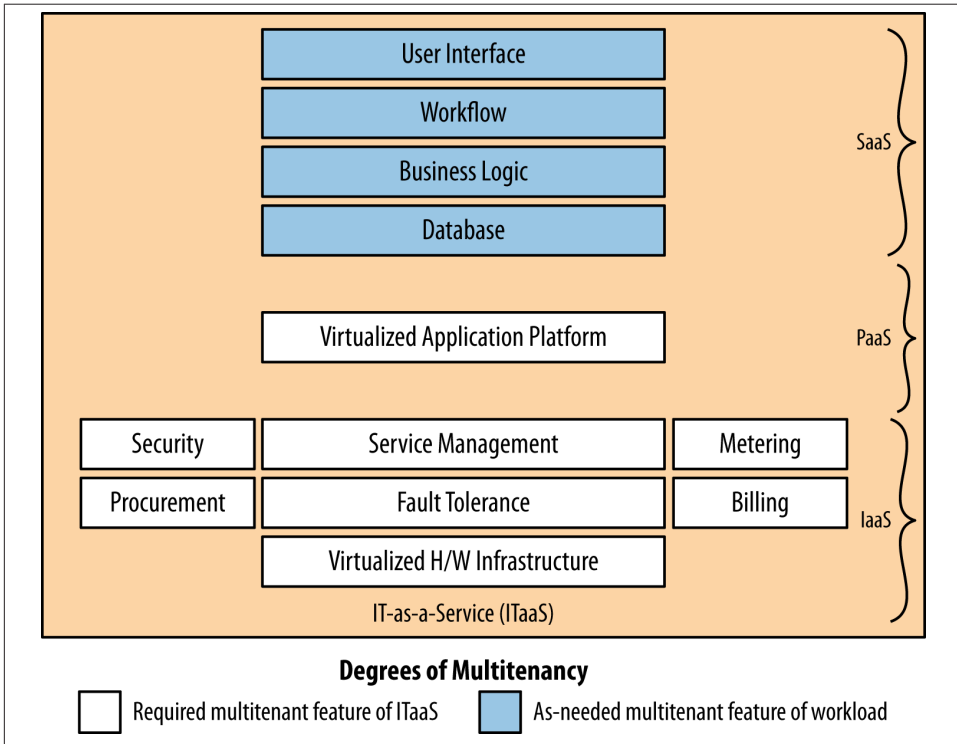 User Interface
Workflow
Business Logic
Database
SaaS
Virtualized Application Platform
PaaS
Security
Service Management
Metering
Procurement
Fault Tolerance
Billing
Virtualized H/W Infrastructure
IaaS
IT-as-a-Service (ITaaS)
Degrees of Multitenancy
Required multitenant feature of ITaaS
As-needed multitenant feature of workload